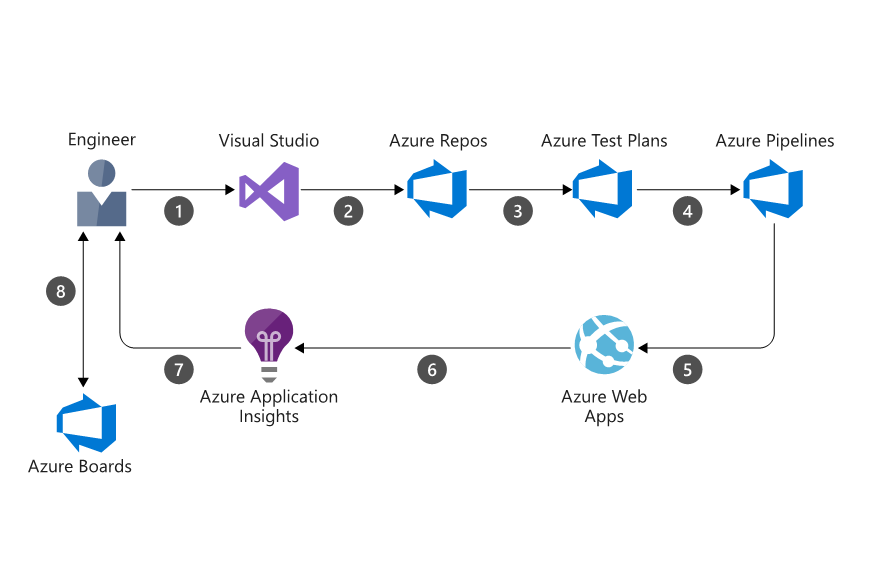 Engineer
Visual Studio
Azure Repos
Azure Test Plans
Azure Pipelines
1
2
3
4
8
7
6
5
Azure Application
Insights
Azure Web
Apps
Azure Boards